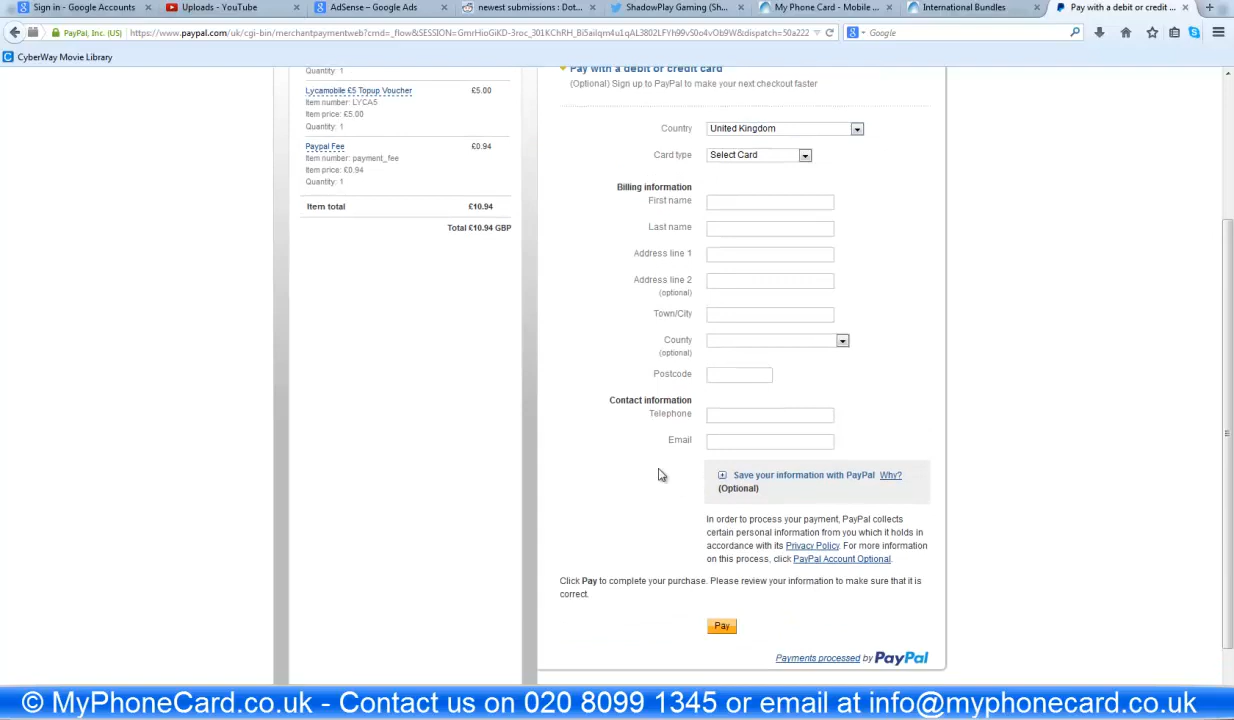 Sign in - Google Accounts
Uploads - YouTube
AdSense – Google Ads
newest submissions : Dot...
ShadowPlay Gaming (Sh...
My Phone Card - Mobile ...
International Bundles
Pay with a debit or credit ...
PayPal, Inc. (US)
Google
CyberWay Movie Library
Quantity: 1
Lycamobile £5 Topup Voucher £5.00
Item number: LYCA5
Item price: £5.00
Quantity: 1
Paypal Fee £0.94
Item number: payment_fee
Item price: £0.94
Quantity: 1
Item total £10.94
Total £10.94 GBP
Pay with a debit or credit card
(Optional) Sign up to PayPal to make your next checkout faster
Country United Kingdom
Card type Select Card
Billing information
First name
Last name
Address line 1
Address line 2
(optional)
Town/City
County
(optional)
Postcode
Contact information
Telephone
Email
Save your information with PayPal Why?
(Optional)
In order to process your payment, PayPal collects
certain personal information from you which it holds in
accordance with its Privacy Policy. For more information
on this process, click PayPal Account Optional.
Click Pay to complete your purchase. Please review your information to make sure that it is
correct.
Pay
Payments processed by PayPal
© MyPhoneCard.co.uk - Contact us on 020 8099 1345 or email at info@myphonecard.co.uk